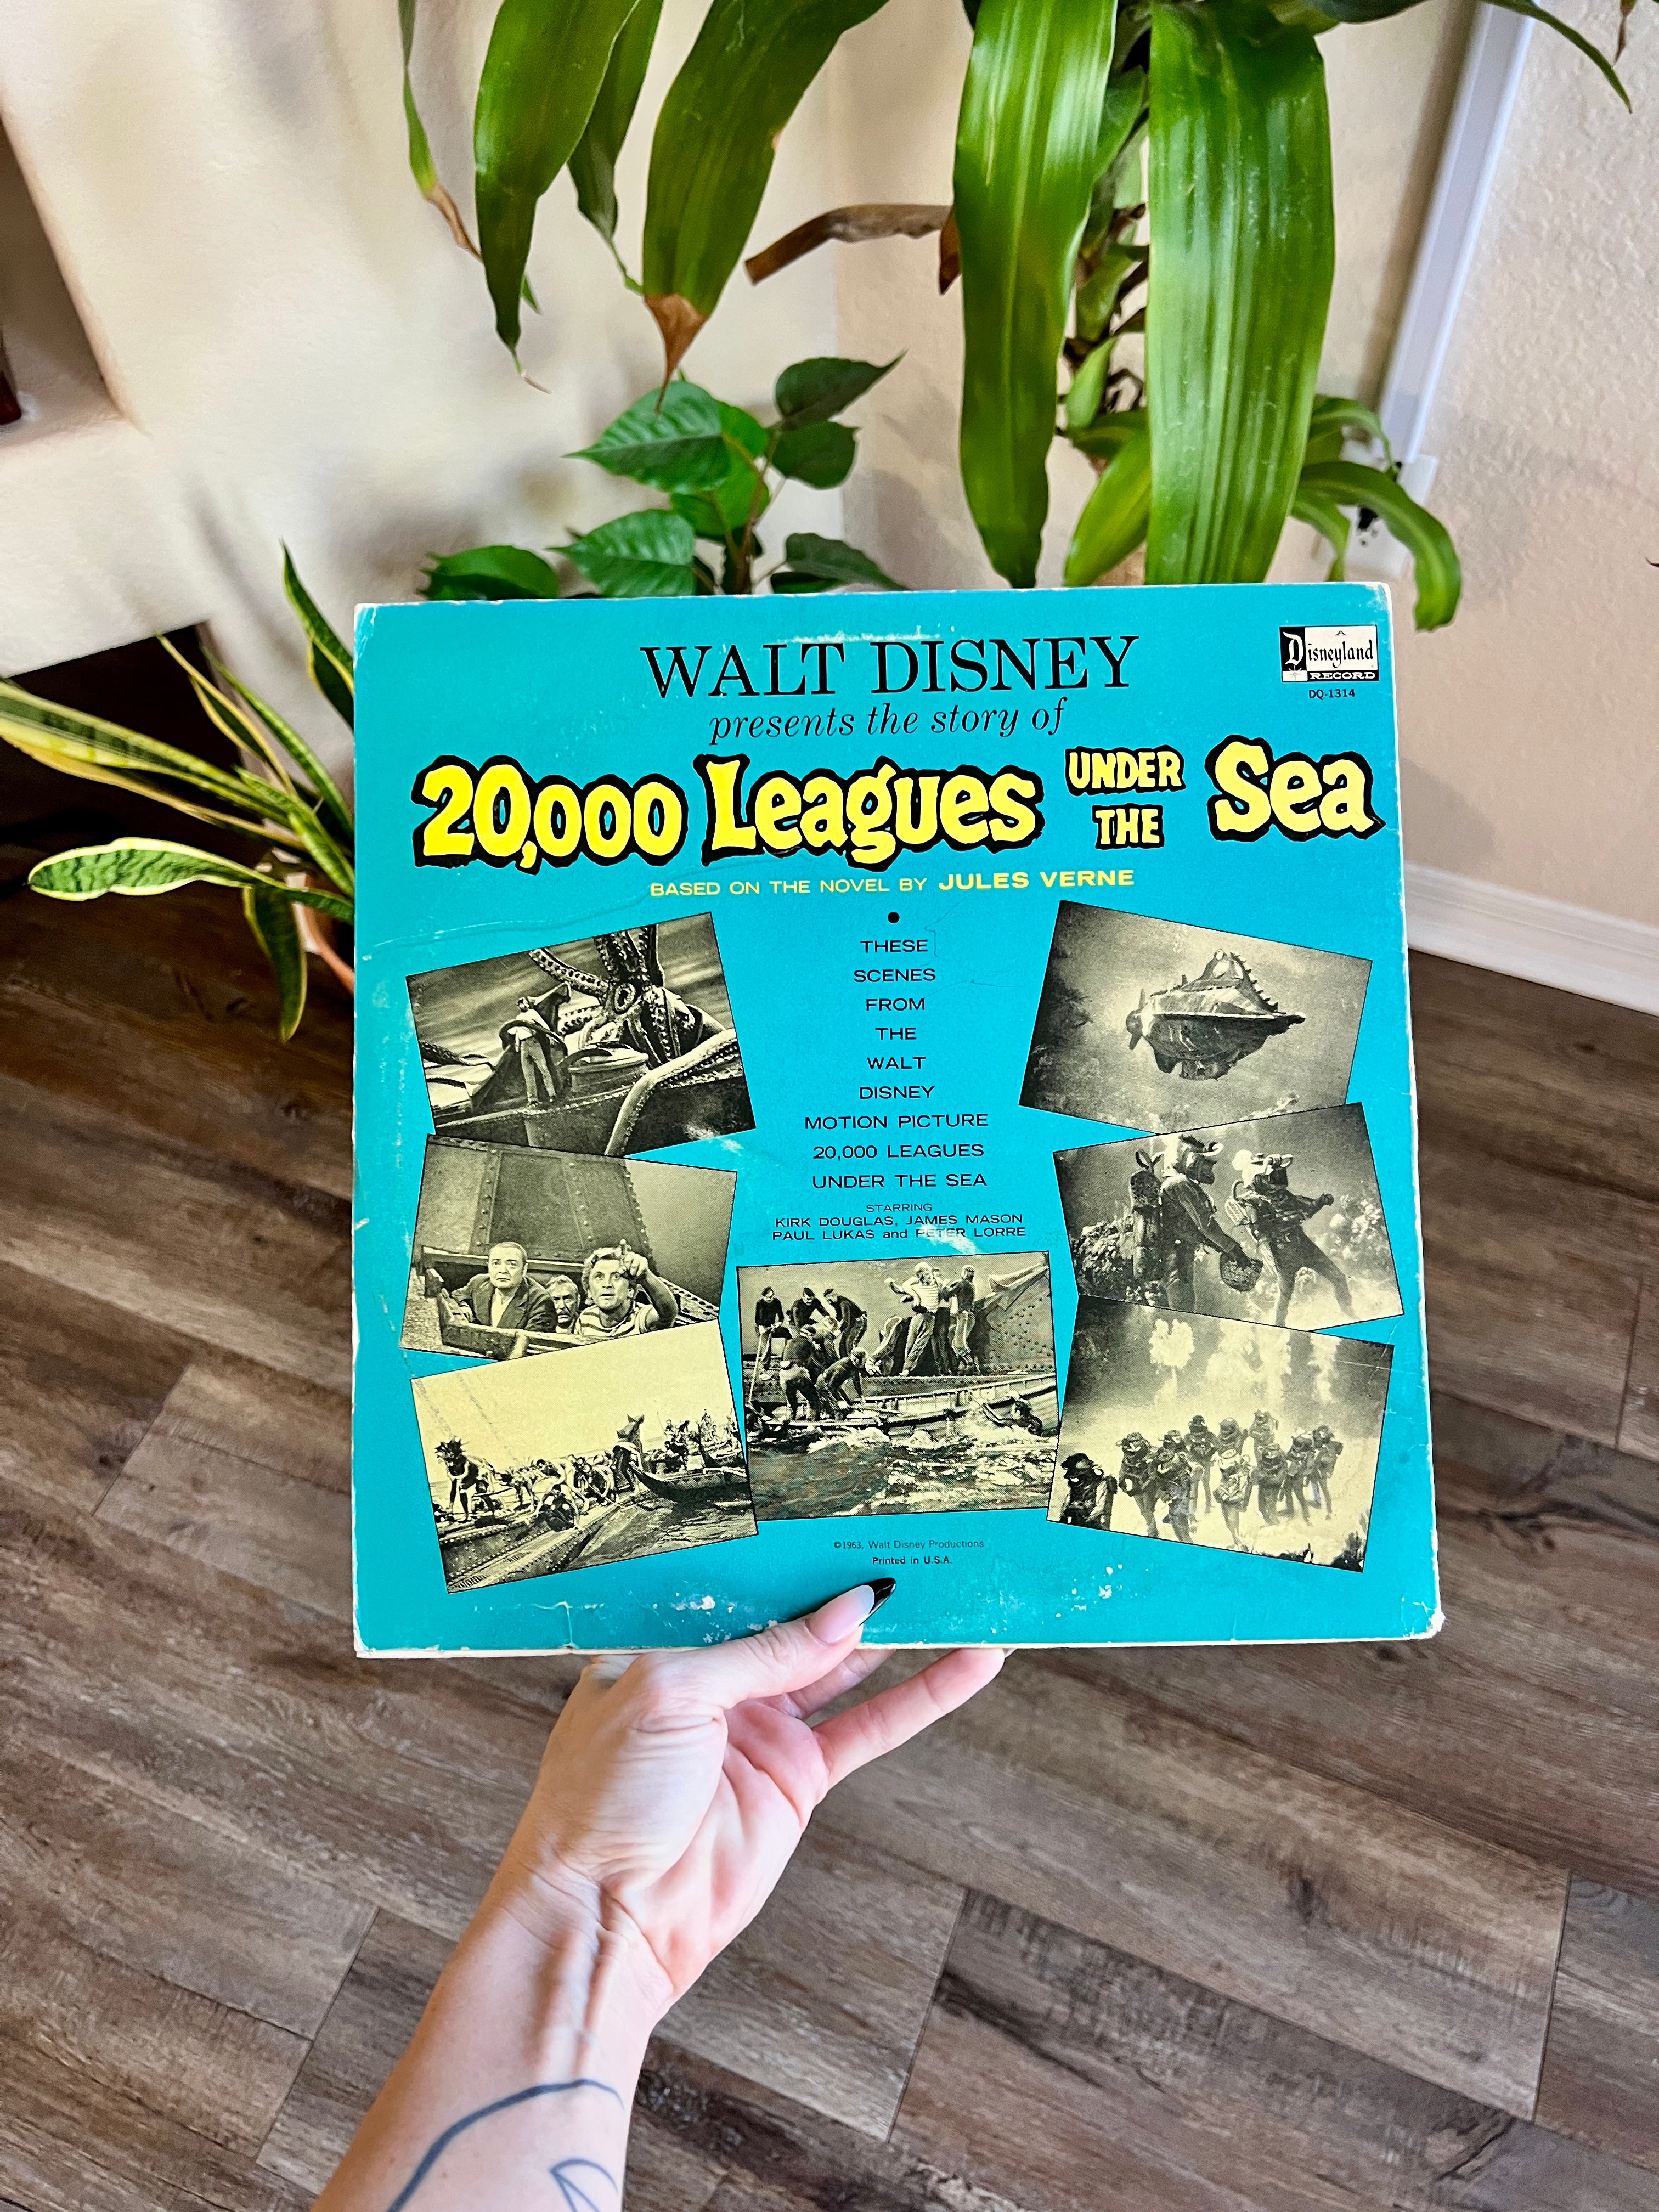 WALT DISNEY
Disneyland
RECORD
DQ-1314
presents the story of
20,000 Leagues UNDER THE Sea
BASED ON THE NOVEL BY JULES VERNE
THESE
SCENES
FROM
THE
WALT
DISNEY
MOTION PICTURE
20,000 LEAGUES
UNDER THE SEA
STARRING
KIRK DOUGLAS, JAMES MASON
PAUL LUKAS and PETER LORRE
©1963, Walt Disney Productions
Printed in U.S.A.